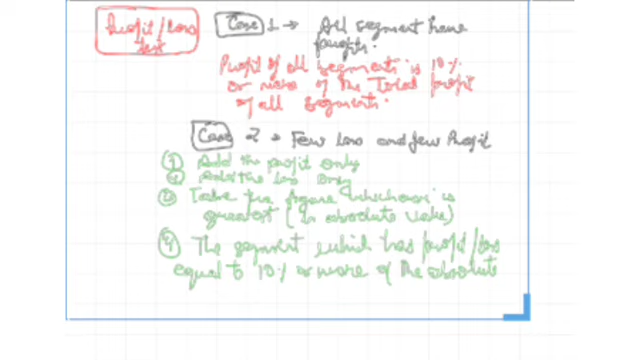 Profit/Loss
test
Case 1 → All segment have
profits.
Profit of all segments is 10%
or more of the Total profit
of all segments.
Case 2 → Few Loss and few Profit
① Add the profit only
② Add the loss only
③ Take the figure whichever is
greatest (In absolute value)
④ The segment which has profit/loss
equal to 10% or more of the absolute